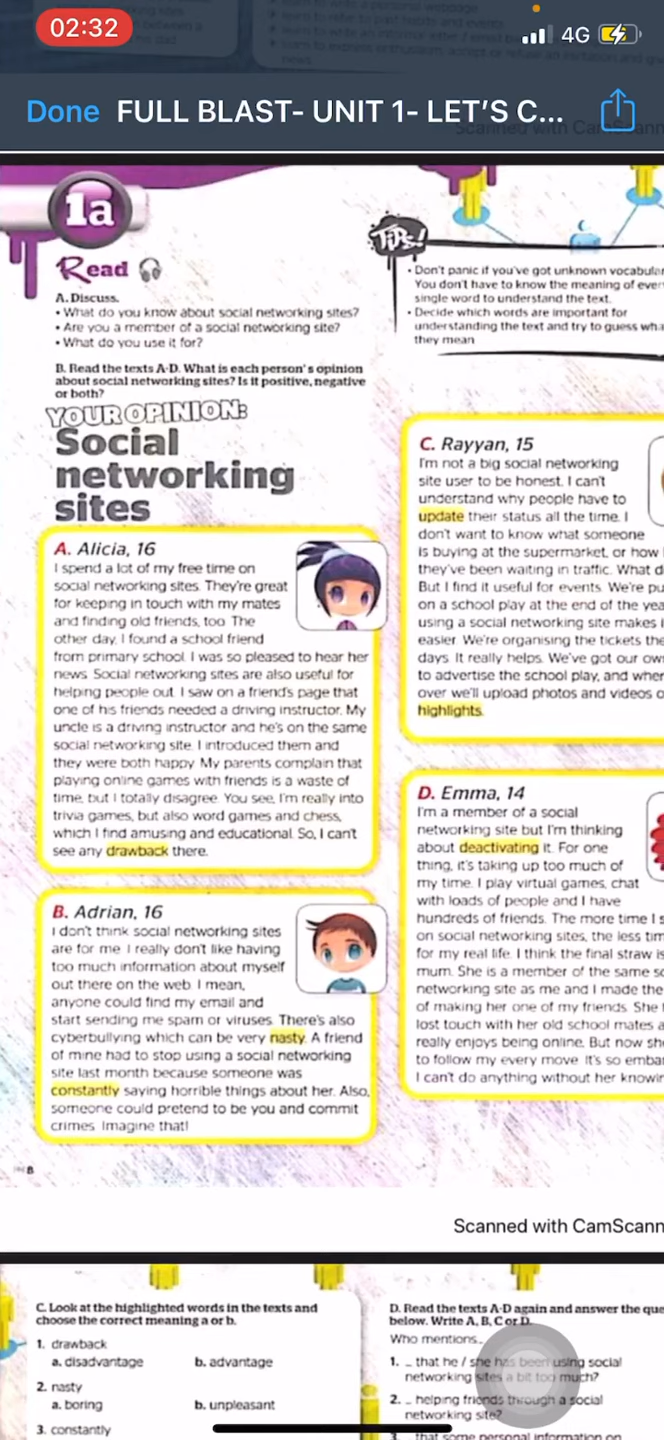 02:32
4G
Done FULL BLAST- UNIT 1- LET'S C...
1a
Read
A. Discuss.
• What do you know about social networking sites?
• Are you a member of a social networking site?
• What do you use it for?
B. Read the texts A-D. What is each person's opinion
about social networking sites? Is it positive, negative
or both?
TIPS!
• Don't panic if you've got unknown
You don't have to know the meaning of
single word to understand the text.
• Decide which words are important for
understanding the text and try to guess
they mean
YOUR OPINION:
Social
networking
sites
A. Alicia, 16
I spend a lot of my free time on
social networking sites. They're great
for keeping in touch with my mates
and finding old friends, too. The
other day, I found a school friend
from primary school. I was so pleased to hear her
news. Social networking sites are also useful for
helping people out. I saw on a friend's page that
one of his friends needed a driving instructor. My
uncle is a driving instructor and he's on the same
social networking site. I introduced them and
they were both happy. My parents complain that
playing online games with friends is a waste of
time, but I totally disagree. You see, I'm really into
trivia games, but also word games and chess,
which I find amusing and educational. So, I can't
see any drawback there.
B. Adrian, 16
I don't think social networking sites
are for me. I really don't like having
too much information about myself
out there on the web. I mean,
anyone could find my email and
start sending me spam or viruses. There's also
cyberbullying which can be very nasty. A friend
of mine had to stop using a social networking
site last month because someone was
constantly saying horrible things about her. Also,
someone could pretend to be you and commit
crimes. Imagine that!
C. Rayyan, 15
I'm not a big social networking
site user to be honest. I can't
understand why people have to
update their status all the time. I
don't want to know what someone
is buying at the supermarket, or how
they've been waiting in traffic. What
But I find it useful for events. We're
on a school play at the end of the
using a social networking site makes
easier. We're organising the tickets
days. It really helps. We've got our
to advertise the school play, and
over we'll upload photos and videos
highlights.
D. Emma, 14
I'm a member of a social
networking site but I'm thinking
about deactivating it. For one
thing, it's taking up too much of
my time. I play virtual games, chat
with loads of people and I have
hundreds of friends. The more time I
on social networking sites, the less
for my real life. I think the final straw is
mum. She is a member of the same
networking site as me and I made the
of making her one of my friends. She
lost touch with her old school mates
really enjoys being online. But now
to follow my every move. It's so
I can't do anything without her
8
Scanned with
C. Look at the highlighted words in the texts and
choose the correct meaning a or b.
1. drawback
a. disadvantage b. advantage
2. nasty
a. boring b. unpleasant
3. constantly
D. Read the texts A-D again and answer the
below. Write A, B, C or D.
Who mentions...
1. ... that he / she has been using social
networking sites a bit too much?
2. ... helping friends through a social
networking site?
3. ... that some personal information on